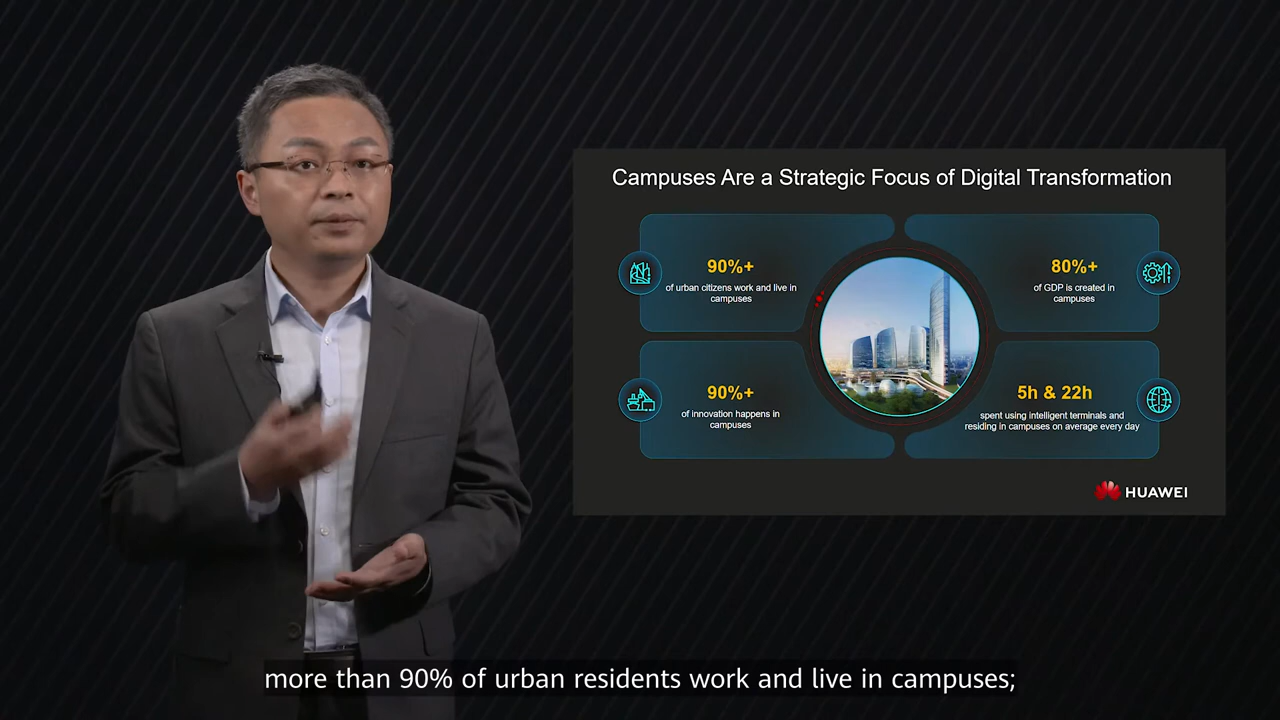 Campuses Are a Strategic Focus of Digital Transformation
90%+
of urban citizens work and live in
campuses
80%+
of GDP is created in
campuses
90%+
of innovation happens in
campuses
5h & 22h
spent using intelligent terminals and
residing in campuses on average every day
HUAWEI
more than 90% of urban residents work and live in campuses;